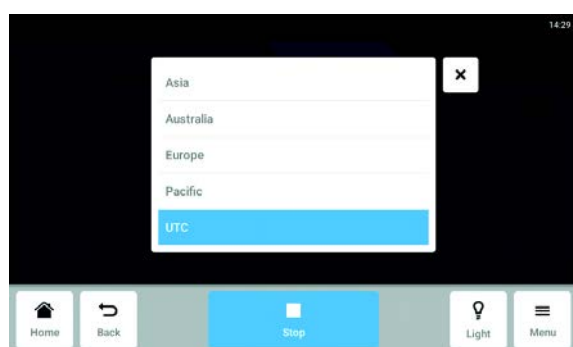 14:29
Asia
Australia
Europe
Pacific
UTC
Home
Back
Stop
Light
Menu